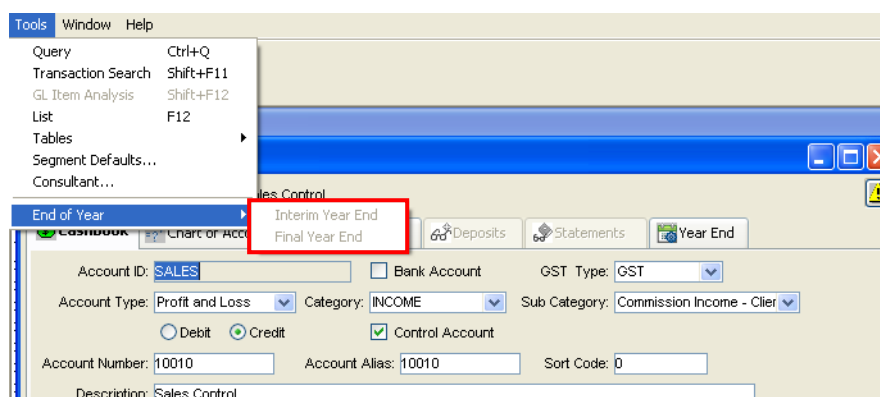 Tools Window Help
Query Ctrl+Q
Transaction Search Shift+F11
GL Item Analysis Shift+F12
List F12
Tables
Segment Defaults...
Consultant...
End of Year
Interim Year End
Final Year End
Sales Control
Cashbook Chart of Acco Deposits Statements Year End
Account ID: SALES Bank Account GST Type: GST
Account Type: Profit and Loss Category: INCOME Sub Category: Commission Income - Clier
Debit Credit Control Account
Account Number: 10010 Account Alias: 10010 Sort Code: 0
Description: Sales Control